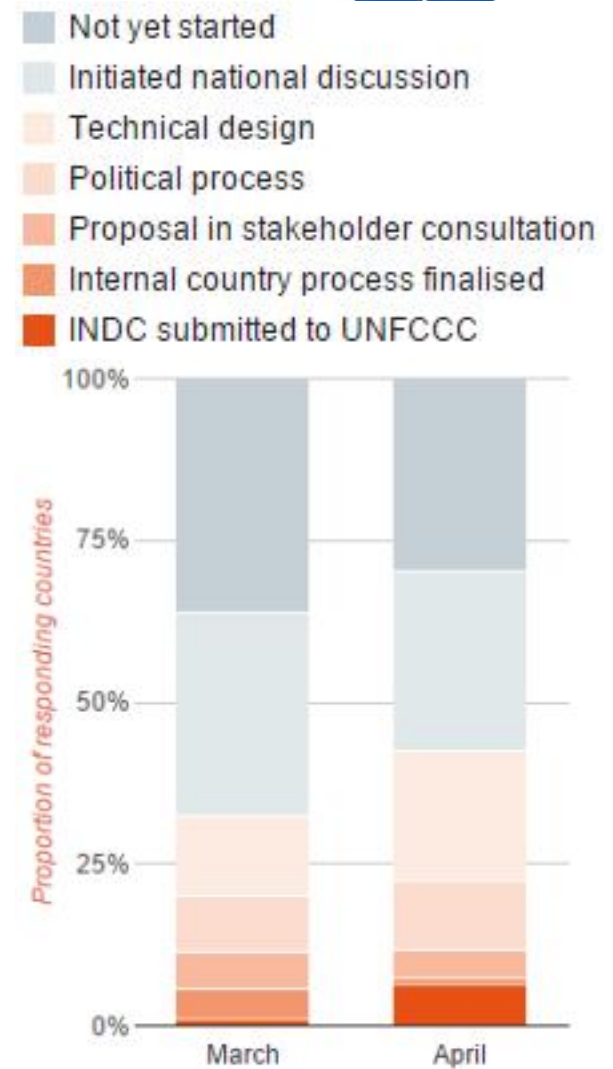 Not yet started
Initiated national discussion
Technical design
Political process
Proposal in stakeholder consultation
Internal country process finalised
INDC submitted to UNFCCC
100%
75%
50%
25%
0%
Proportion of responding countries
March
April